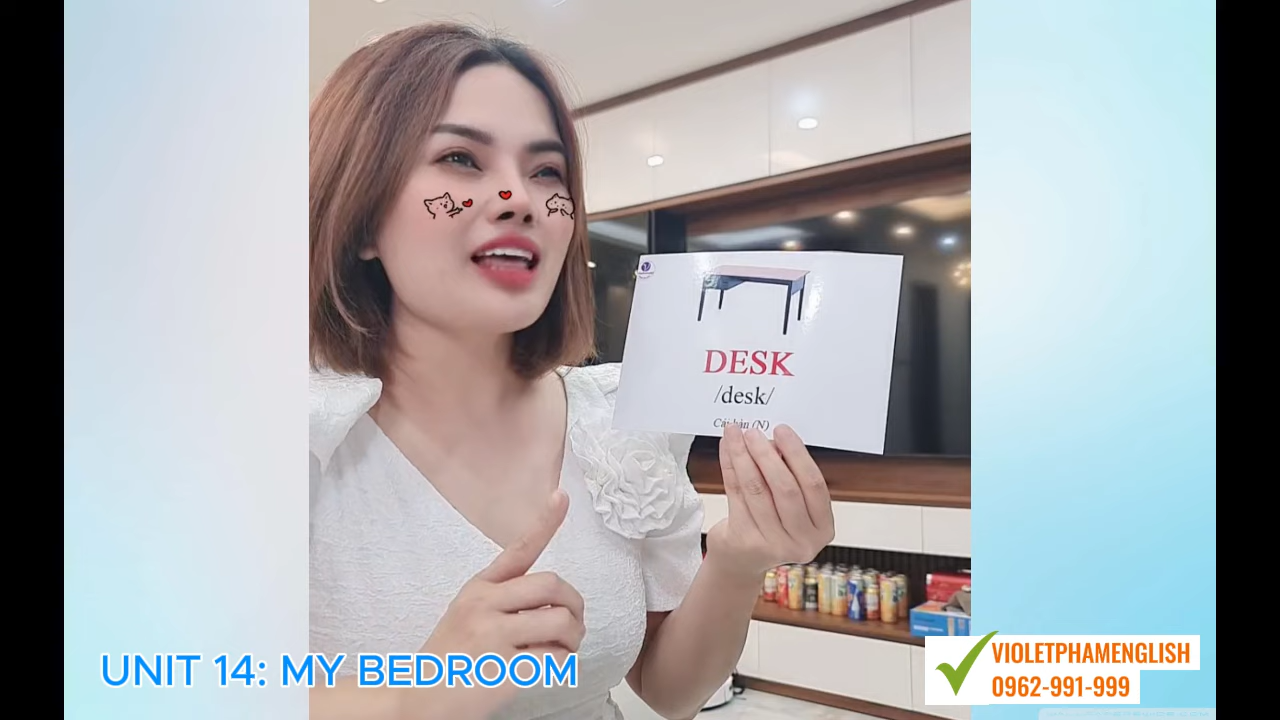 DESK
/desk/
Cái bàn (N)
UNIT 14: MY BEDROOM
VIOLETPHAMENGLISH
0962-991-999